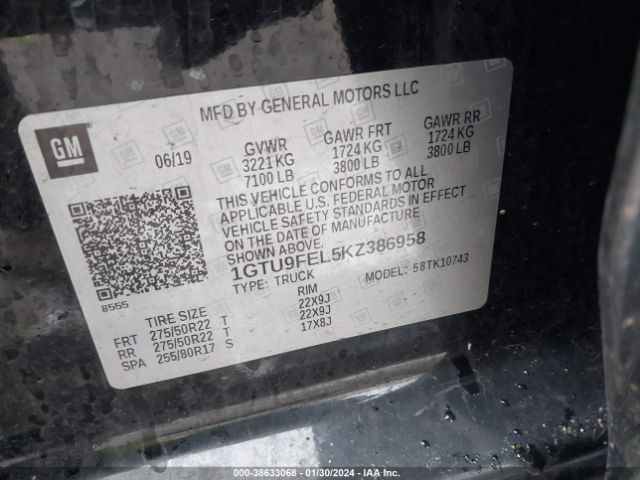 MFD BY GENERAL MOTORS LLC
GM
06/19
GVWR GAWR FRT GAWR RR
3221 KG 1724 KG 1724 KG
7100 LB 3800 LB 3800 LB
THIS VEHICLE CONFORMS TO ALL
APPLICABLE U.S. FEDERAL MOTOR
VEHICLE SAFETY STANDARDS IN EFFECT
ON THE DATE OF MANUFACTURE
SHOWN ABOVE.
1GTU9FEL5KZ386958
TYPE: TRUCK MODEL: 58TK10743
8555
TIRE SIZE RIM
FRT 275/50R22 T 22X9J
RR 275/50R22 T 22X9J
SPA 255/80R17 S 17X8J
000-38633068 - 01/30/2024 - IAA Inc.